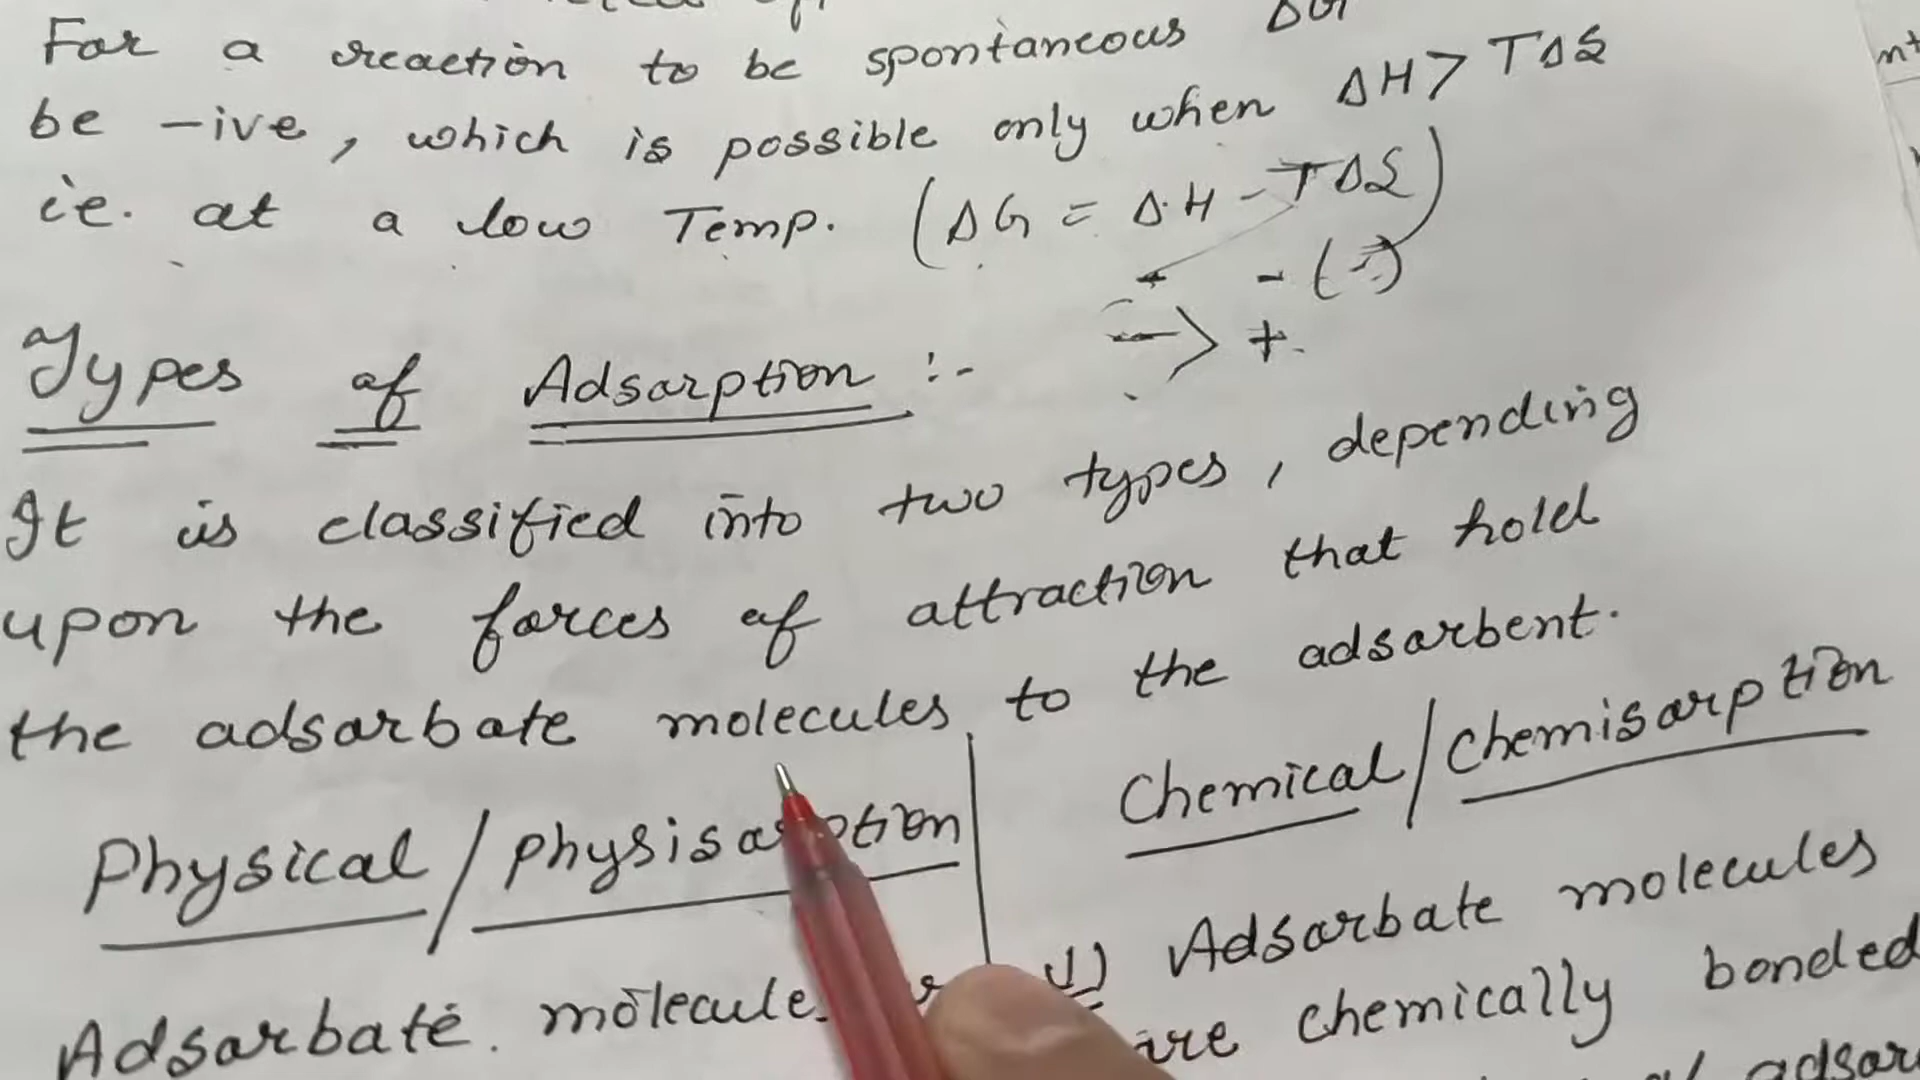 For a reaction to be spontaneous ΔG
be -ive, which is possible only when ΔH > TΔS
i.e. at a low Temp. (ΔG = ΔH - TΔS)
- (
→ +.
Types of Adsorption :-
It is classified into two types, depending
upon the forces of attraction that hold
the adsorbate molecules to the adsorbent.
Physical / Physisorption
Chemical / Chemisorption
Adsorbate molecule
1) Adsorbate molecules
are chemically bonded